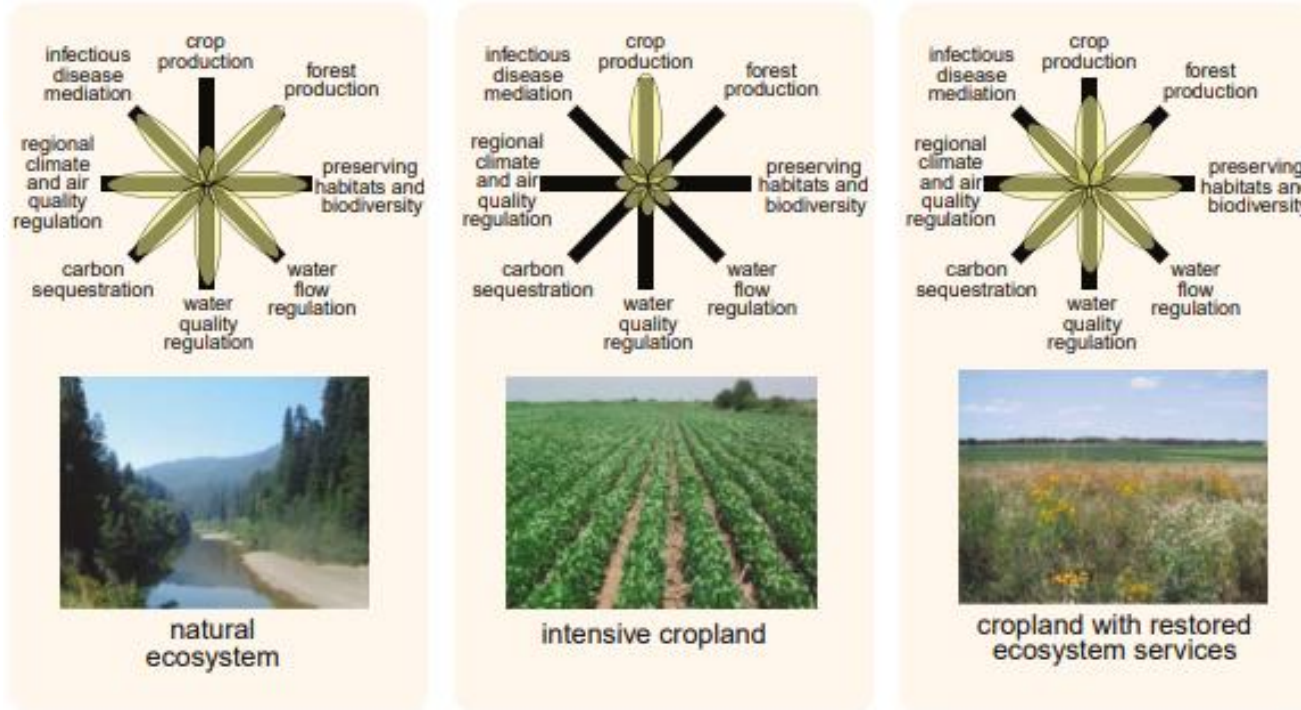 crop
production
infectious
disease
mediation
forest
production
regional
climate
and air
quality
regulation
preserving
habitats and
biodiversity
carbon
sequestration
water
flow
regulation
water
quality
regulation
natural
ecosystem
crop
production
infectious
disease
mediation
forest
production
regional
climate
and air
quality
regulation
preserving
habitats and
biodiversity
carbon
sequestration
water
flow
regulation
water
quality
regulation
intensive cropland
crop
production
infectious
disease
mediation
forest
production
regional
climate
and air
quality
regulation
preserving
habitats and
biodiversity
carbon
sequestration
water
flow
regulation
water
quality
regulation
cropland with restored
ecosystem services